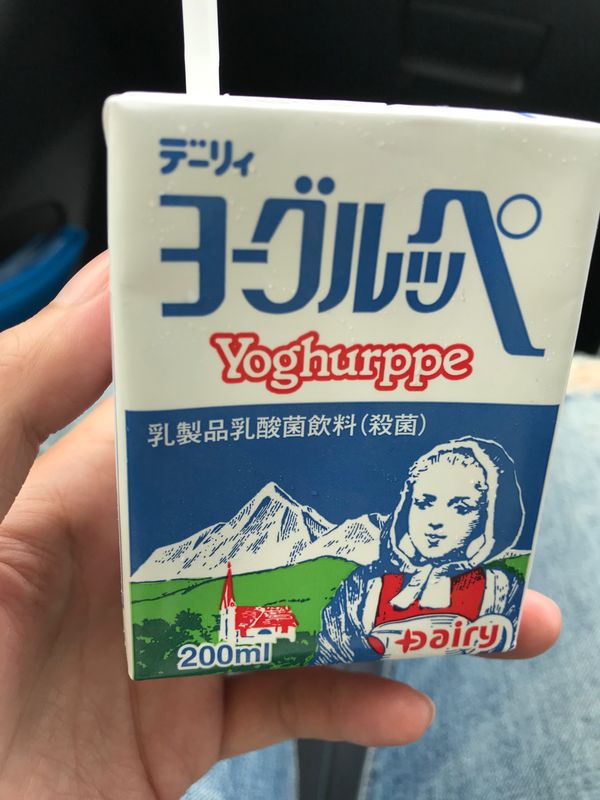 デーリィ
ヨーグルッペ
Yoghurppe
乳製品乳酸菌飲料(殺菌)
Dairy
200ml